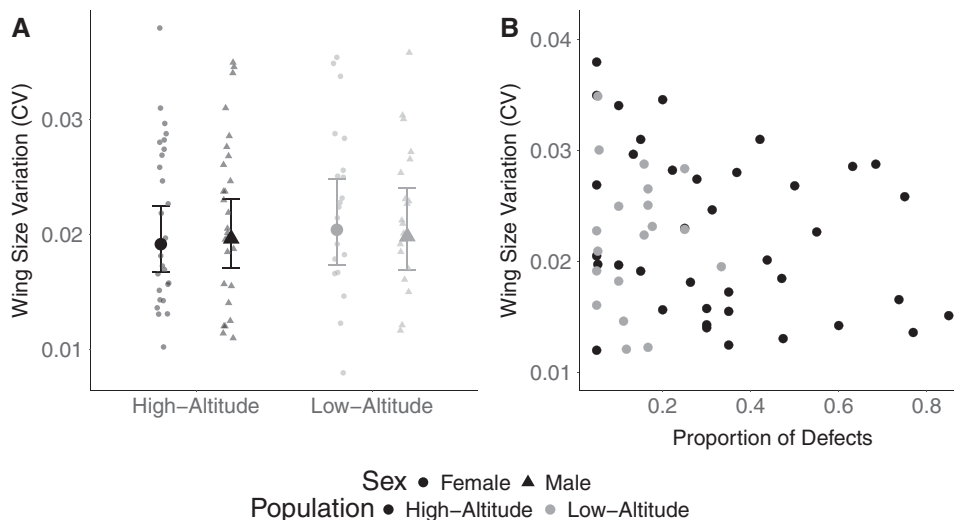 A
B
Wing Size Variation (CV)
0.03
0.02
0.01
High−Altitude
Low−Altitude
Wing Size Variation (CV)
0.04
0.03
0.02
0.01
0.2
0.4
0.6
0.8
Proportion of Defects
Sex Female Male
Population High−Altitude Low−Altitude